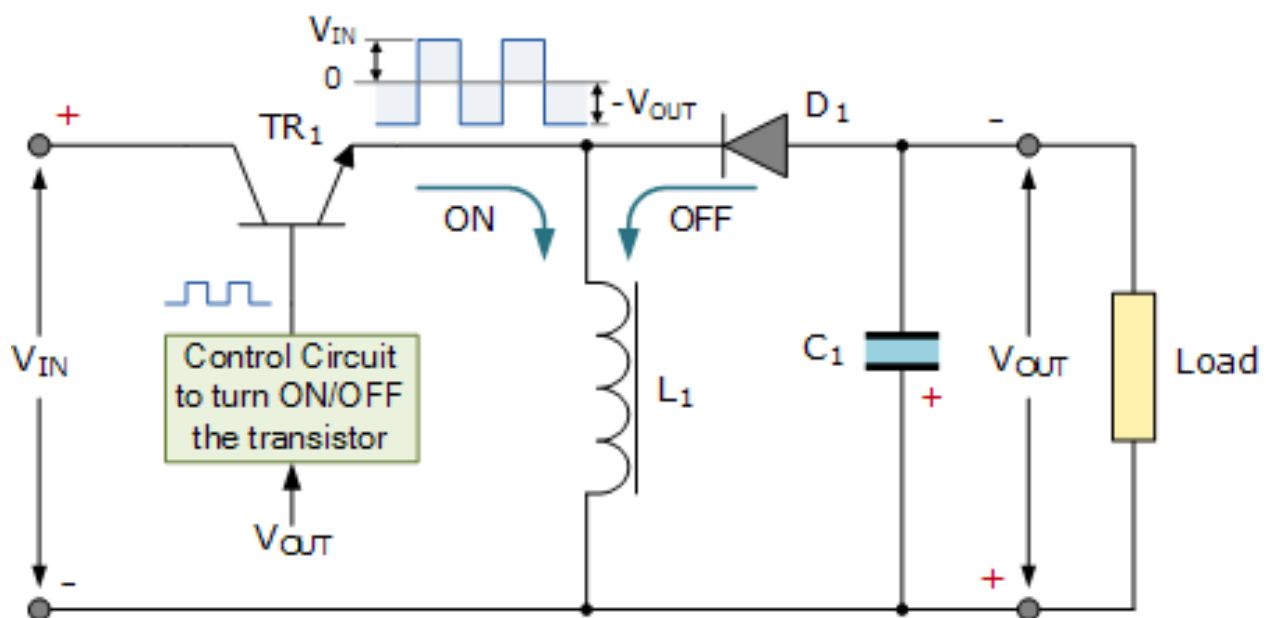 VIN
0
-VOUT
+
TR1
D1
-
ON
OFF
VIN
Control Circuit
to turn ON/OFF
the transistor
L1
C1
+
VOUT
Load
VOUT
-
+